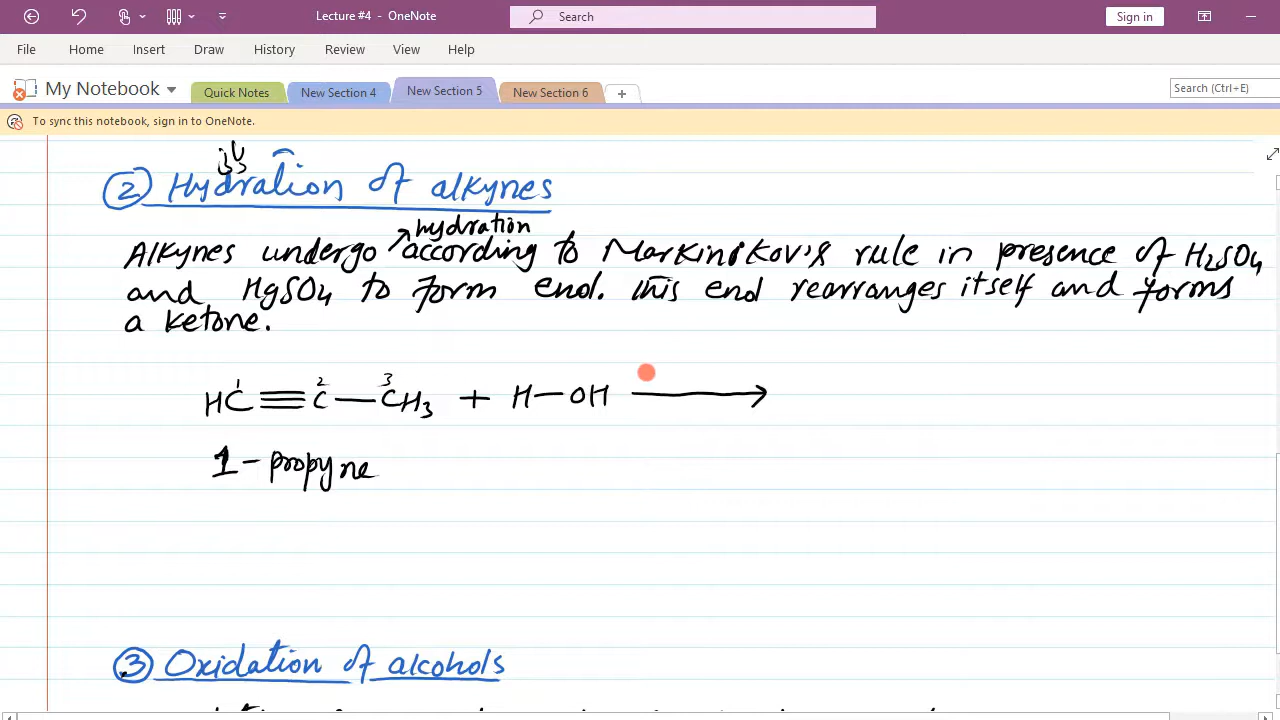 Lecture #4 - OneNote
Search
Sign in
File Home Insert Draw History Review View Help
My Notebook Quick Notes New Section 4 New Section 5 New Section 6 +
Search (Ctrl+E)
To sync this notebook, sign in to OneNote.
② Hydration of alkynes
hydration
Alkynes undergo according to Markinokov's rule in presence of H₂SO₄
and HgSO₄ to form enol. This enol rearranges itself and forms
a ketone.
1 2 3
HC≡C—CH₃ + H—OH ⟶
1-propyne
③ Oxidation of alcohols